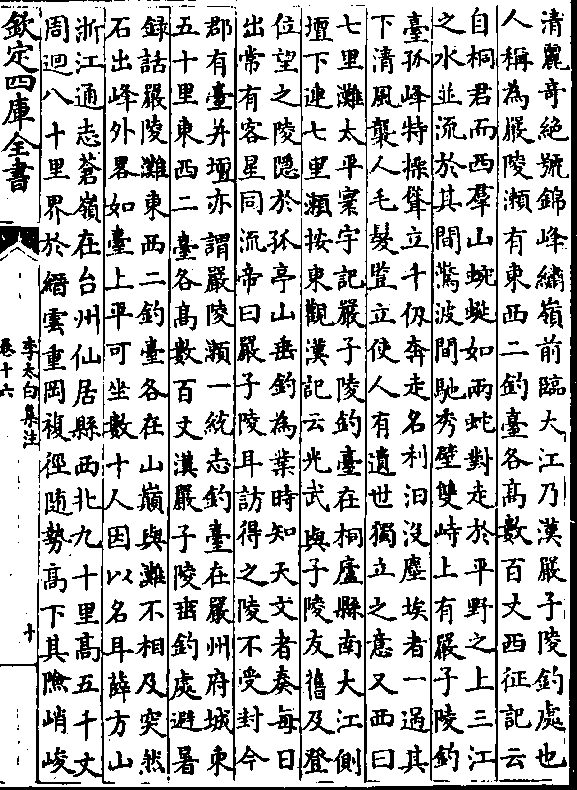 清麗奇絶號錦峰繡嶺前臨大江乃漢嚴子陵釣處也
人稱為嚴陵瀬有東西二釣臺各高數百丈西征記云
自桐君而西羣山蜿蜒如兩蛇對走於平野之上三江
之水並流於其間驚波間馳秀壁雙峙上有嚴子陵釣
臺孤峰特操聳立千仭奔走名利汩沒塵埃者一過其
下清風襲人毛髮豎立使人有遺世獨立之意又西曰
七里灘太平寰宇記嚴子陵釣臺在桐廬縣南大江側
壇下連七里瀬按東觀漢記云光武與子陵友舊及登
位望之陵隱於孤亭山垂釣為業時知天文者奏每日
出常有客星同流帝曰嚴子陵耳訪得之陵不受封今
郡有臺并壇亦謂嚴陵瀬一統志釣臺在嚴州府城東
五十里東西二臺各高數百丈漢嚴子陵垂釣處避暑
録話嚴陵灘東西二釣臺各在山巔與灘不相及突然
石出峰外畧如臺上平可坐數十人因以名耳薛方山
浙江通志蒼嶺在台州仙居縣西北九十里高五千丈
周迴八十里界於縉雲重岡複徑随勢高下其險峭峻
欽定四庫全書
李太白集注
卷十六
十